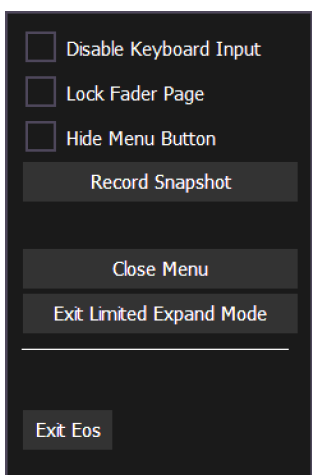 Disable Keyboard Input
Lock Fader Page
Hide Menu Button
Record Snapshot
Close Menu
Exit Limited Expand Mode
Exit Eos